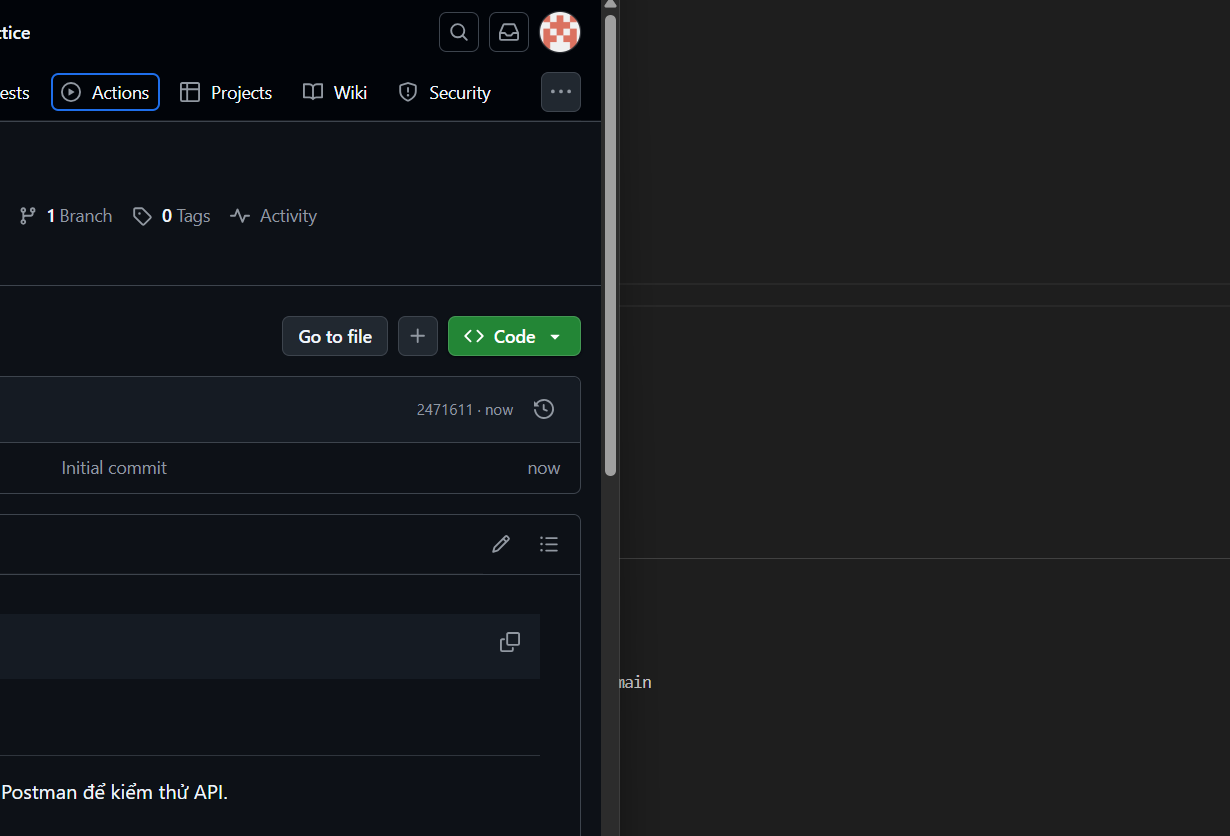 tice
ests Actions Projects Wiki Security
1 Branch 0 Tags Activity
Go to file + Code
2471611 · now
Initial commit now
main
Postman để kiểm thử API.